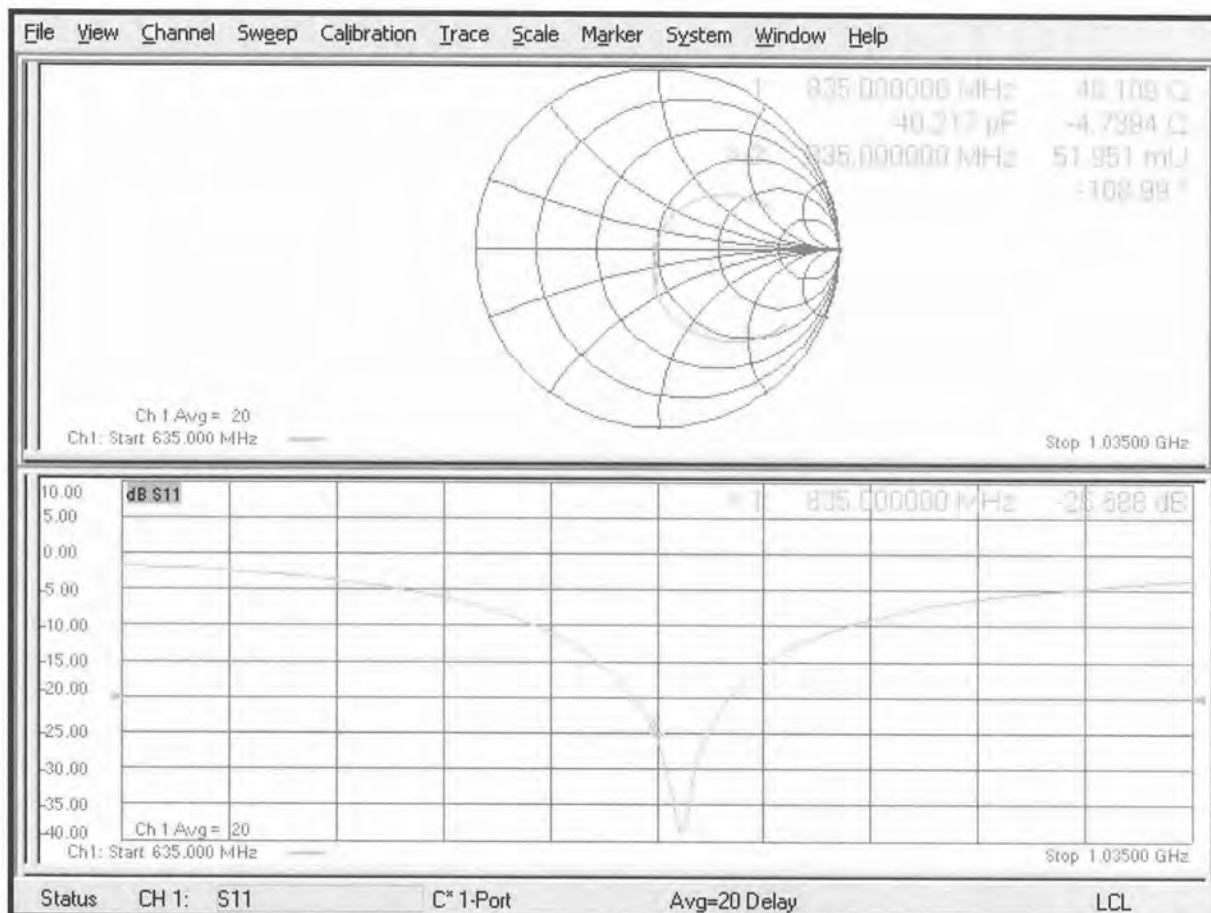 File View Channel Sweep Calibration Trace Scale Marker System Window Help
1 835.000000 MHz
40.217 pF -4.7394 Ω
> 2 835.000000 MHz 51.951 mU
-108.99 °
Ch 1 Avg = 20
Ch1: Start 635.000 MHz
Stop 1.03500 GHz
10.00 dB S11
> 1: 835.000000 MHz -25.688 dB
5.00
0.00
-5.00
-10.00
-15.00
-20.00
-25.00
-30.00
-35.00
-40.00
Ch 1 Avg = 20
Ch1: Start 635.000 MHz
Stop 1.03500 GHz
Status CH 1: S11 C* 1-Port Avg=20 Delay LCL